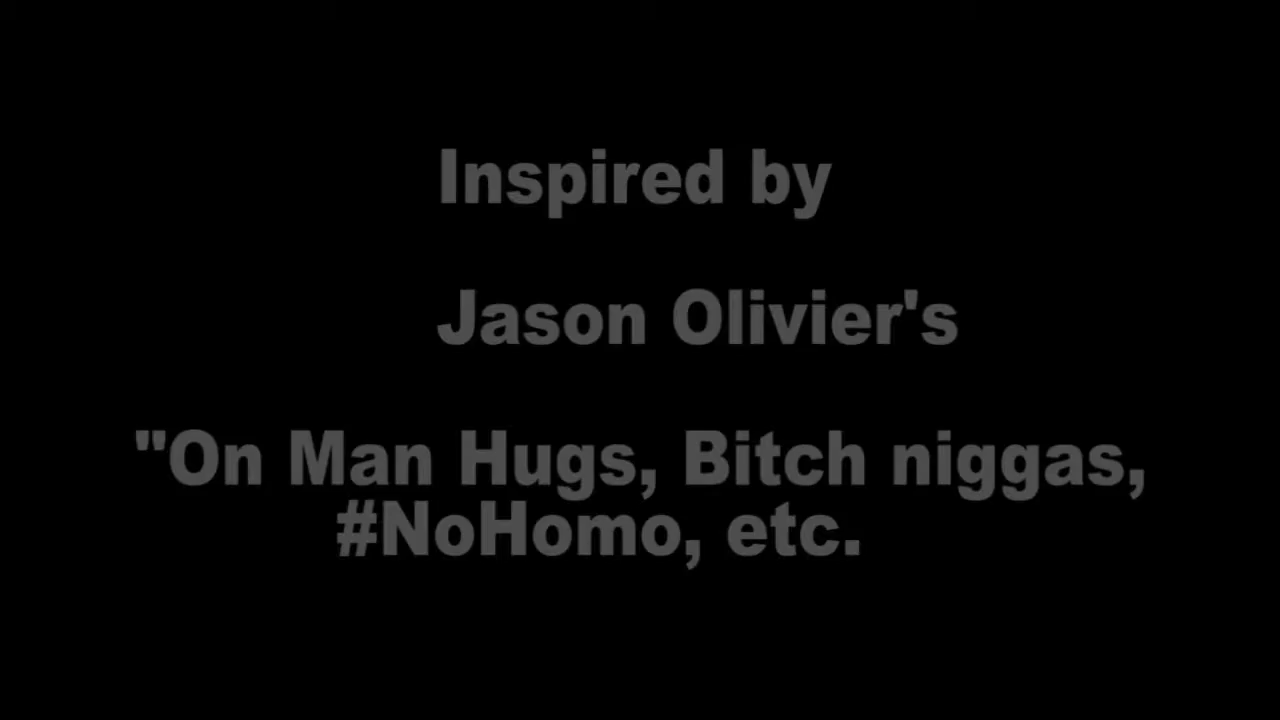 Inspired by
Jason Olivier's
"On Man Hugs, Bitch niggas,
#NoHomo, etc.